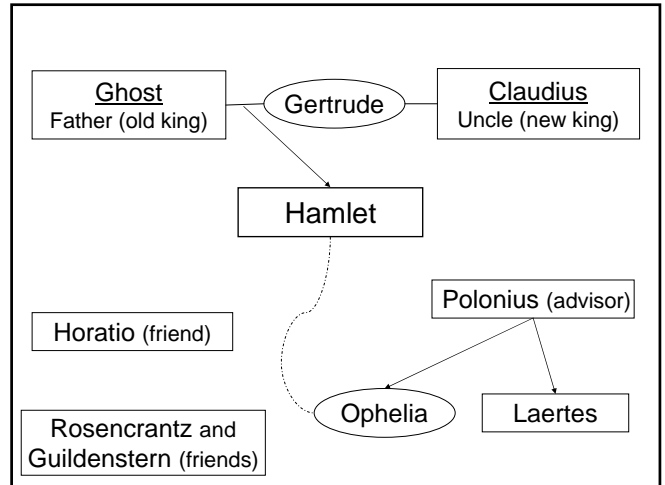 Ghost
Father (old king)
Gertrude
Claudius
Uncle (new king)
Hamlet
Polonius (advisor)
Horatio (friend)
Ophelia
Laertes
Rosencrantz and
Guildenstern (friends)